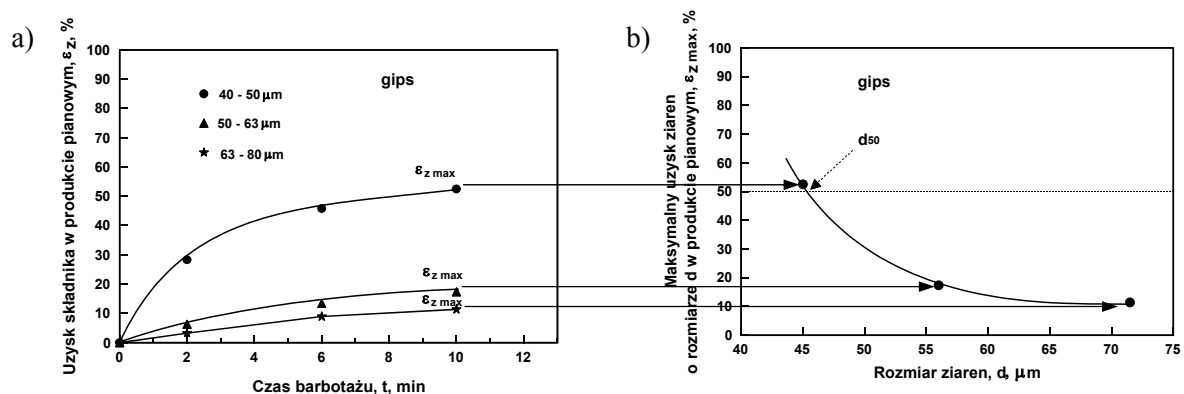 a)
Uzysk składnika w produkcie pianowym, εz, %
100
90
80
70
60
50
40
30
20
10
0
gips
40 - 50 μm
50 - 63 μm
63 - 80 μm
ε z max
ε z max
ε z max
0 2 4 6 8 10 12
Czas barbotażu, t, min
b)
Maksymalny uzysk ziaren
o rozmiarze d w produkcie pianowym, εz max, %
100
90
80
70
60
50
40
30
20
10
0
gips
d50
40 45 50 55 60 65 70 75
Rozmiar ziaren, d, μm